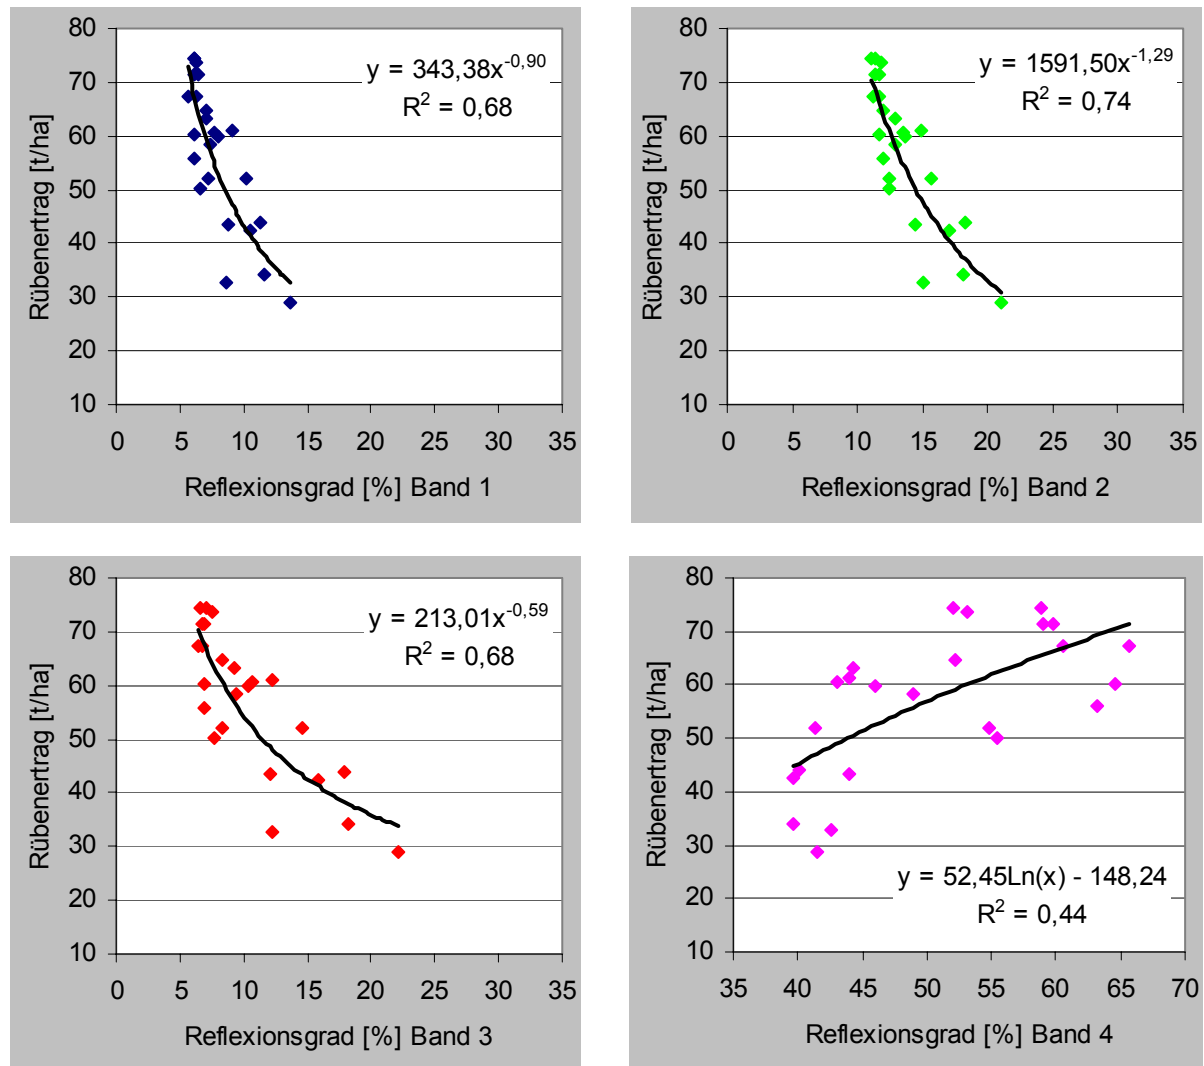 80
70
60
50
40
30
20
10
Rübenertrag [t/ha]
y = 343,38x^-0,90
R² = 0,68
0 5 10 15 20 25 30 35
Reflexionsgrad [%] Band 1
80
70
60
50
40
30
20
10
Rübenertrag [t/ha]
y = 1591,50x^-1,29
R² = 0,74
0 5 10 15 20 25 30 35
Reflexionsgrad [%] Band 2
80
70
60
50
40
30
20
10
Rübenertrag [t/ha]
y = 213,01x^-0,59
R² = 0,68
0 5 10 15 20 25 30 35
Reflexionsgrad [%] Band 3
80
70
60
50
40
30
20
10
Rübenertrag [t/ha]
y = 52,45Ln(x) - 148,24
R² = 0,44
35 40 45 50 55 60 65 70
Reflexionsgrad [%] Band 4